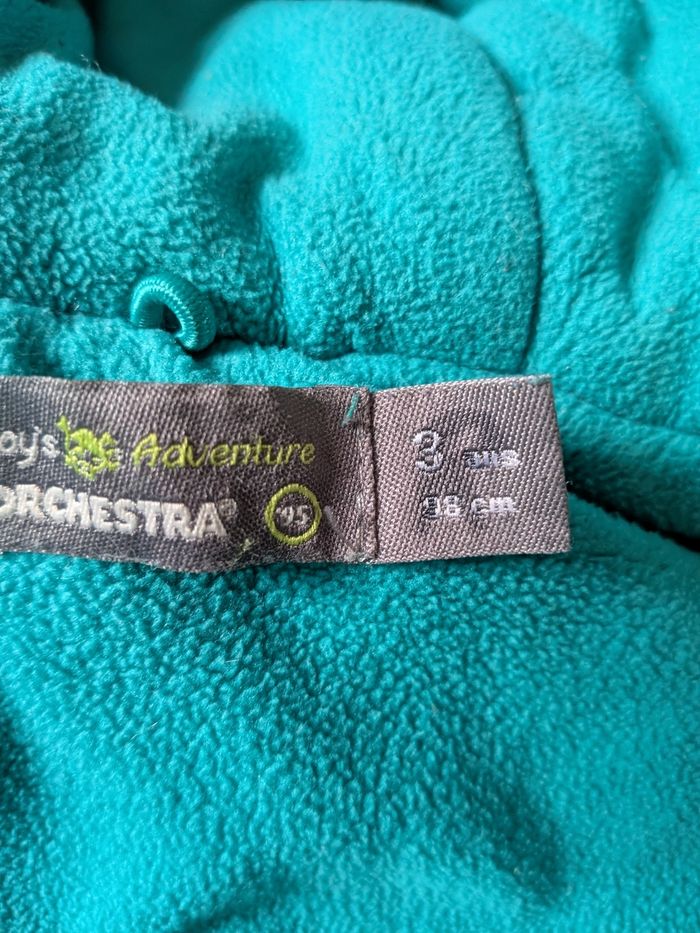 oy's Adventure
ORCHESTRA®
'95
3 ans
98 cm